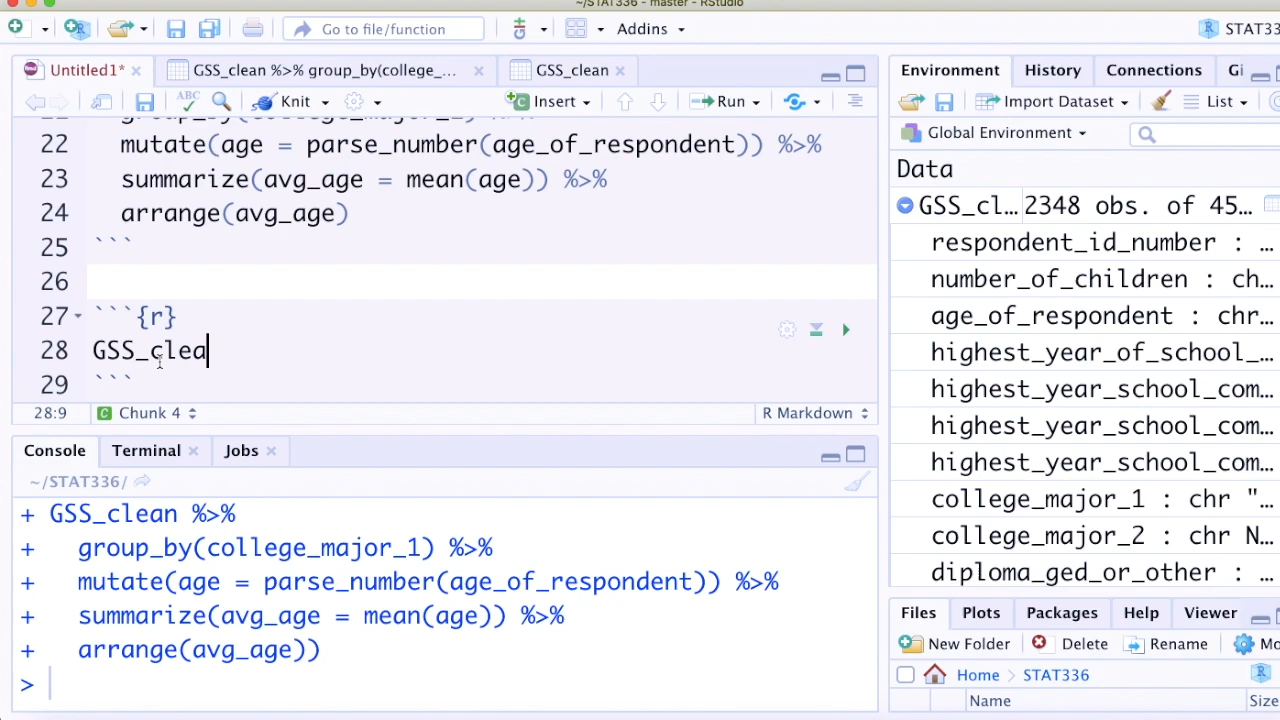 ~/STAT336 - master - RStudio
Go to file/function
Addins
STAT33
Untitled1*
GSS_clean %>% group_by(college_...
GSS_clean
ABC
Knit
Insert
Run
22 mutate(age = parse_number(age_of_respondent)) %>%
23 summarize(avg_age = mean(age)) %>%
24 arrange(avg_age)
25 ```
26
27 ```{r}
28 GSS_clea
29 ```
28:9
C Chunk 4
R Markdown
Console
Terminal
Jobs
~/STAT336/
+ GSS_clean %>%
+ group_by(college_major_1) %>%
+ mutate(age = parse_number(age_of_respondent)) %>%
+ summarize(avg_age = mean(age)) %>%
+ arrange(avg_age))
>
Environment
History
Connections
Gi
Import Dataset
List
Global Environment
Data
GSS_cl… 2348 obs. of 45…
respondent_id_number : …
number_of_children : ch…
age_of_respondent : chr…
highest_year_of_school_…
highest_year_school_com…
highest_year_school_com…
highest_year_school_com…
college_major_1 : chr "…
college_major_2 : chr N…
diploma_ged_or_other : …
Files
Plots
Packages
Help
Viewer
New Folder
Delete
Rename
Mo
Home
STAT336
Name
Size